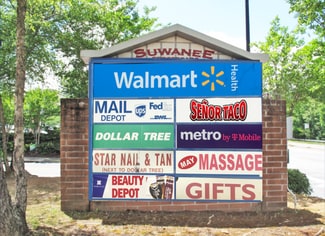 SUWANEE
Walmart Health
MAIL ups FedEx
DEPOT DHL
SEÑOR TACO
DOLLAR TREE
metro by T-Mobile
STAR NAIL & TAN
(NEXT TO DOLLAR TREE)
MAY MASSAGE
BEAUTY
DEPOT
GIFTS